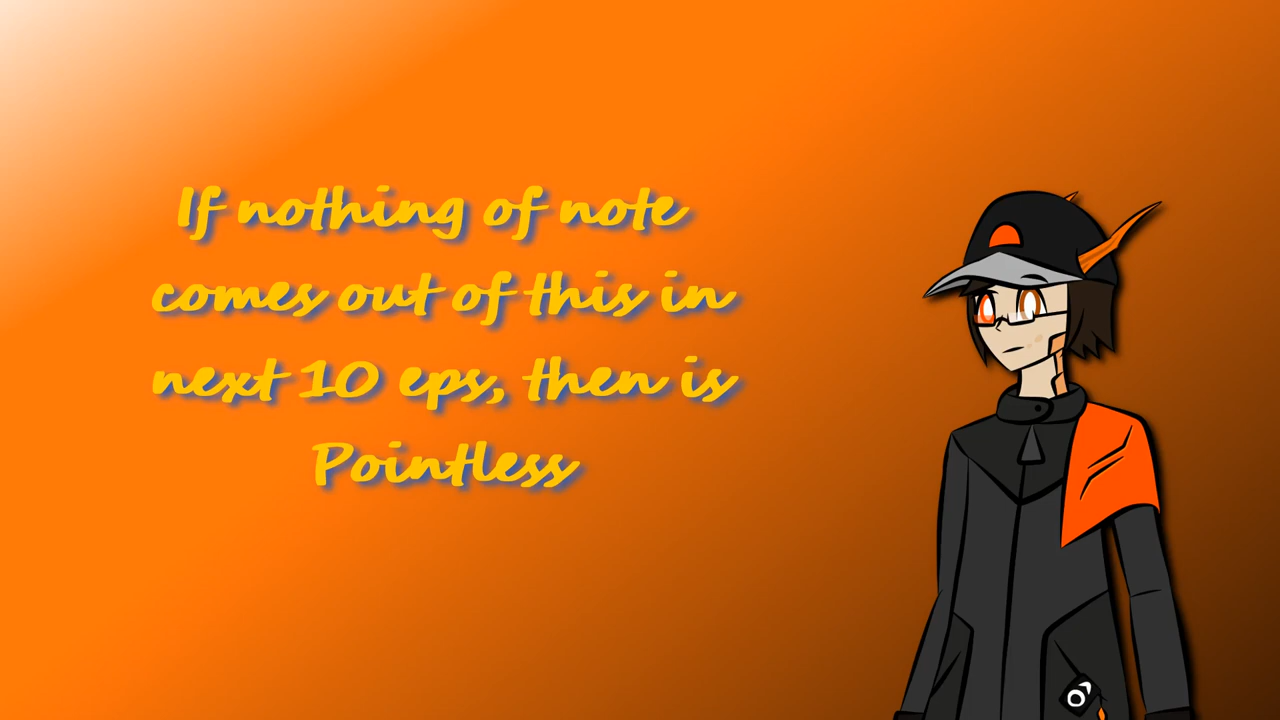 If nothing of note
comes out of this in
next 10 eps, then is
Pointless